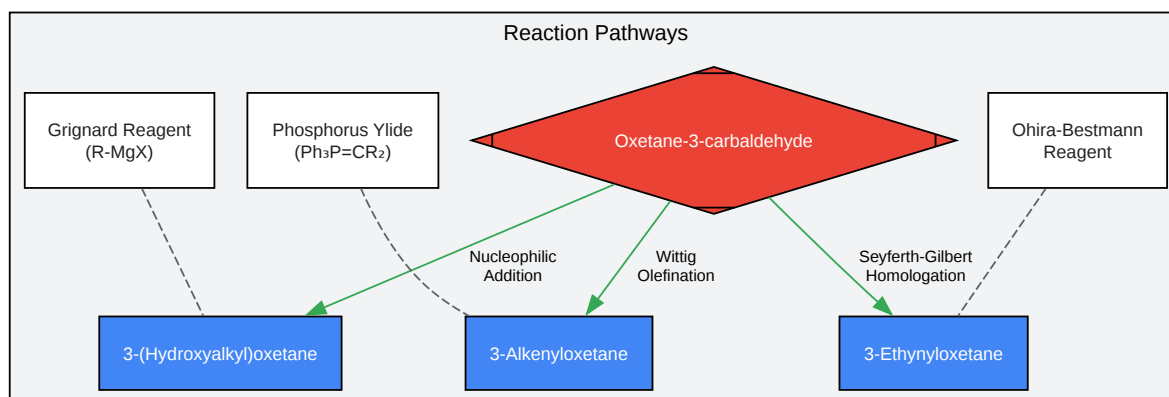 Reaction Pathways
Grignard Reagent
(R-MgX)
Phosphorus Ylide
(Ph₃P=CR₂)
Oxetane-3-carbaldehyde
Ohira-Bestmann
Reagent
Nucleophilic
Addition
Wittig
Olefination
Seyferth-Gilbert
Homologation
3-(Hydroxyalkyl)oxetane
3-Alkenyloxetane
3-Ethynyloxetane